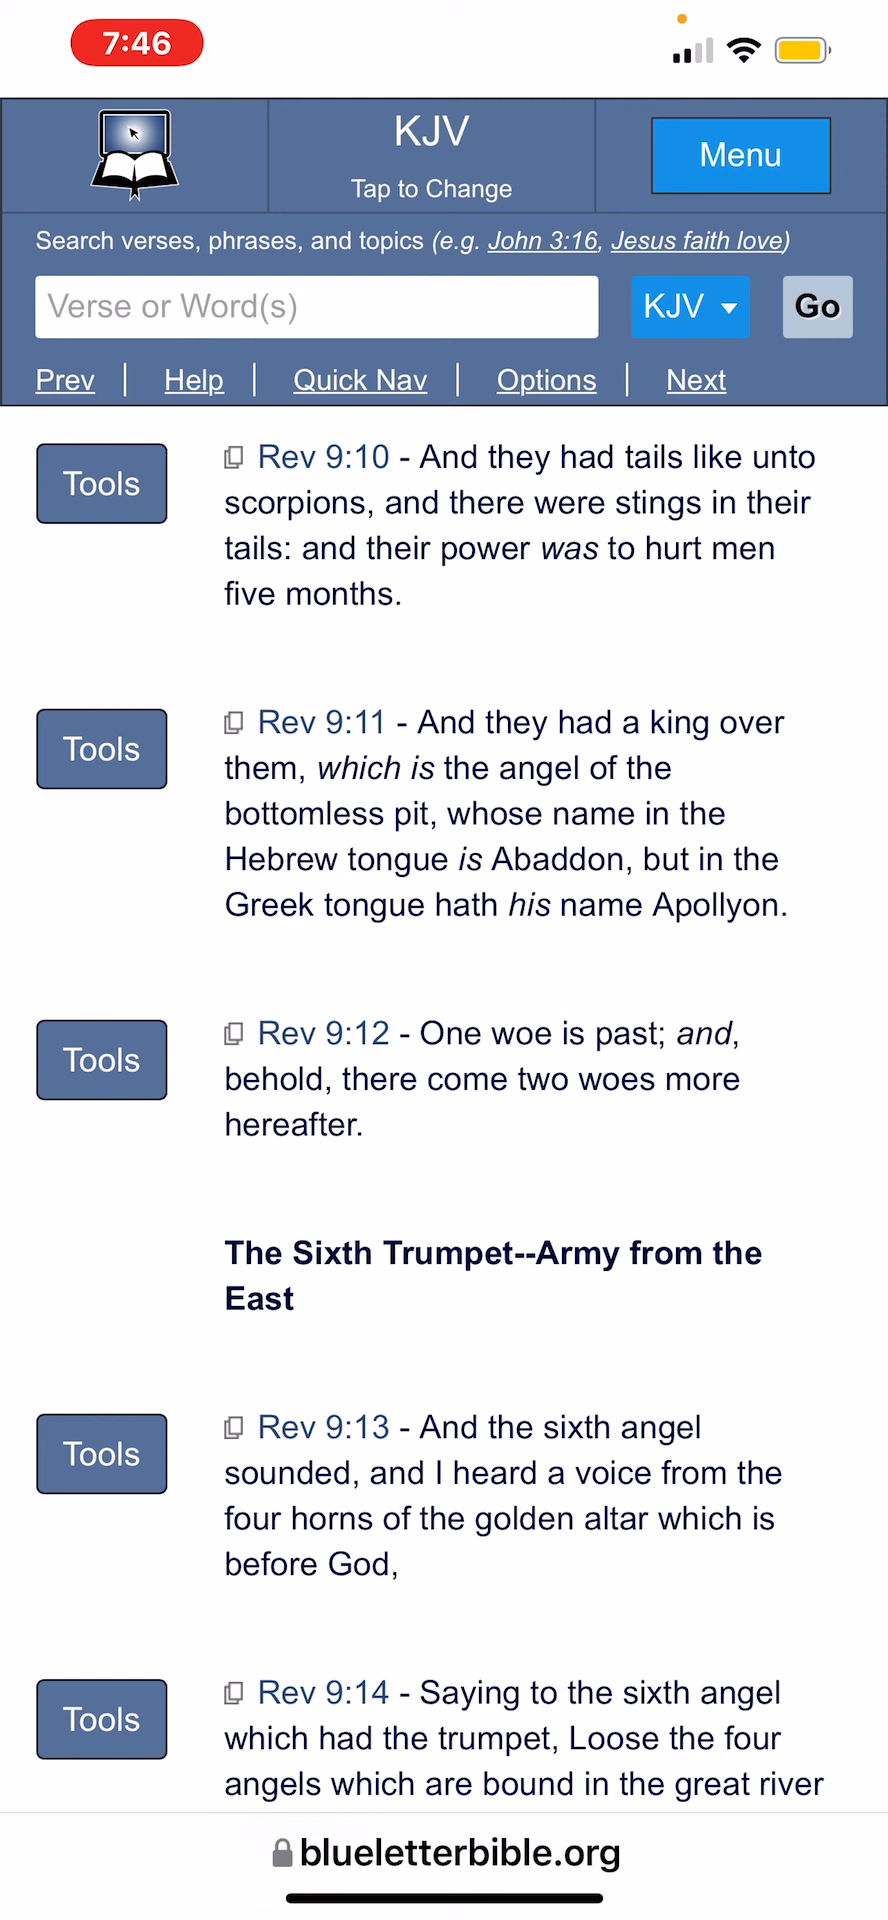 7:46
KJV
Tap to Change
Menu
Search verses, phrases, and topics (e.g. John 3:16, Jesus faith love)
Verse or Word(s)
KJV
Go
Prev | Help | Quick Nav | Options | Next
Tools
Rev 9:10 - And they had tails like unto
scorpions, and there were stings in their
tails: and their power was to hurt men
five months.
Tools
Rev 9:11 - And they had a king over
them, which is the angel of the
bottomless pit, whose name in the
Hebrew tongue is Abaddon, but in the
Greek tongue hath his name Apollyon.
Tools
Rev 9:12 - One woe is past; and,
behold, there come two woes more
hereafter.
The Sixth Trumpet--Army from the
East
Tools
Rev 9:13 - And the sixth angel
sounded, and I heard a voice from the
four horns of the golden altar which is
before God,
Tools
Rev 9:14 - Saying to the sixth angel
which had the trumpet, Loose the four
angels which are bound in the great river
blueletterbible.org